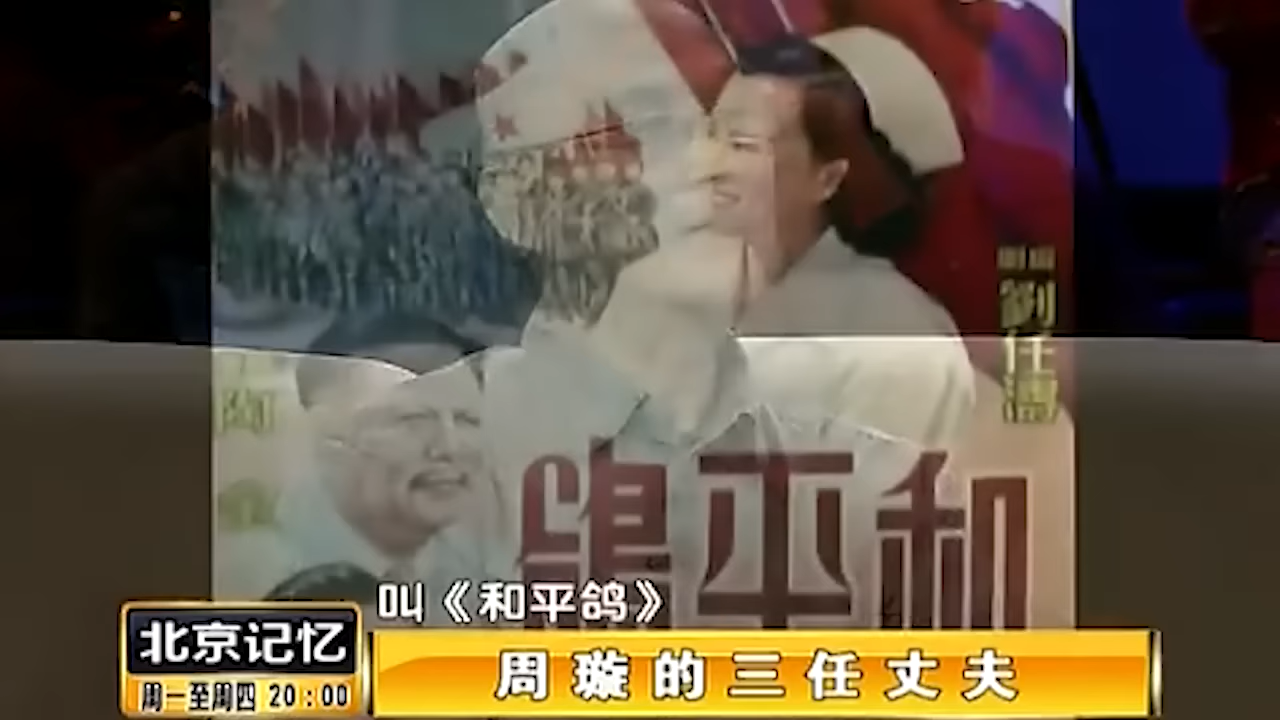 鸽平和
叫《和平鸽》
北京记忆
周一至周四 20:00
周璇的三任丈夫